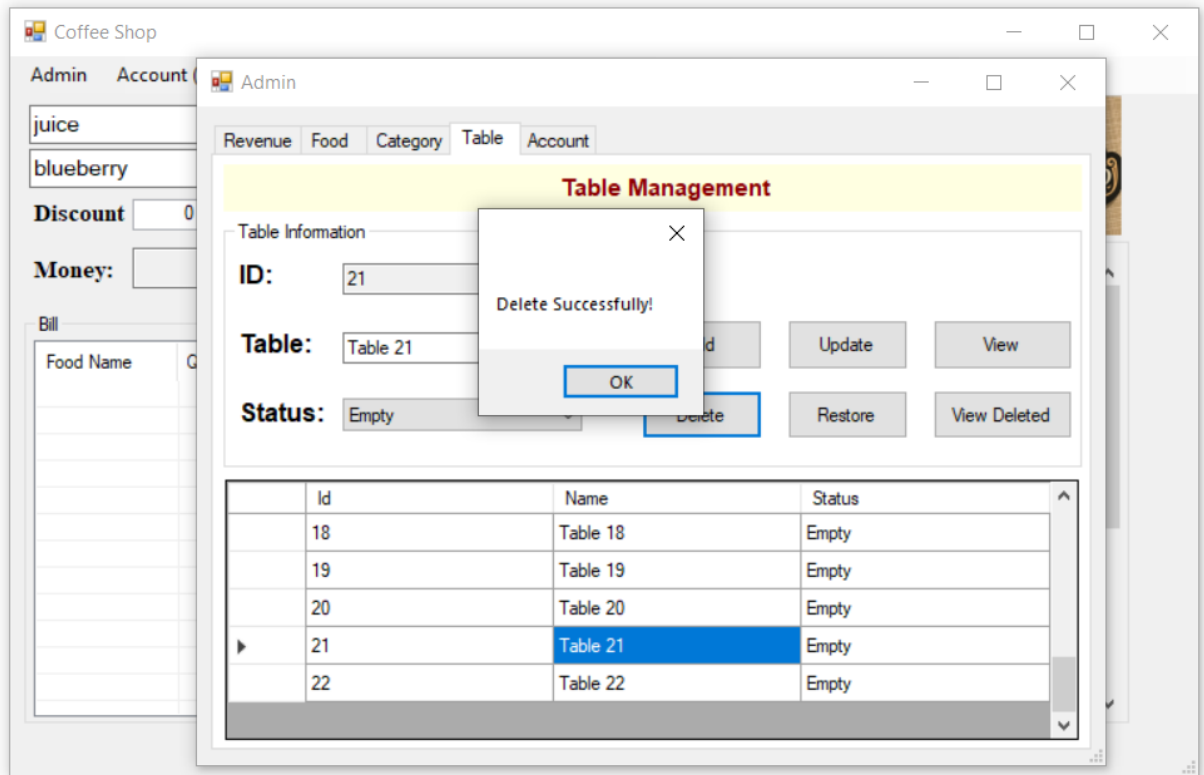 Coffee Shop
Admin Account (
juice
blueberry
Discount 0
Money:
Bill
Food Name Q
Admin
Revenue Food Category Table Account
Table Management
Table Information
ID: 21
Table: Table 21
Status: Empty
Update View
Delete Restore View Deleted
Delete Successfully!
OK
Id Name Status
18 Table 18 Empty
19 Table 19 Empty
20 Table 20 Empty
21 Table 21 Empty
22 Table 22 Empty